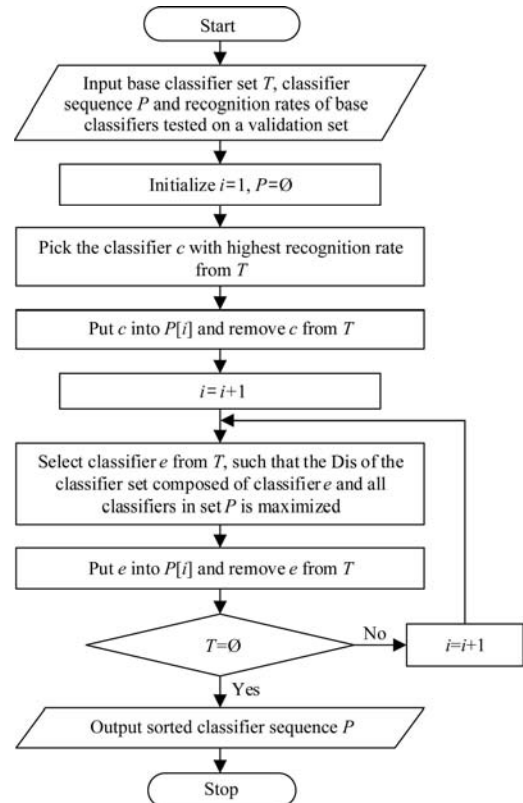 Start
Input base classifier set T, classifier
sequence P and recognition rates of base
classifiers tested on a validation set
Initialize i=1, P=Ø
Pick the classifier c with highest recognition rate
from T
Put c into P[i] and remove c from T
i=i+1
Select classifier e from T, such that the Dis of the
classifier set composed of classifier e and all
classifiers in set P is maximized
Put e into P[i] and remove e from T
T=Ø
No
i=i+1
Yes
Output sorted classifier sequence P
Stop